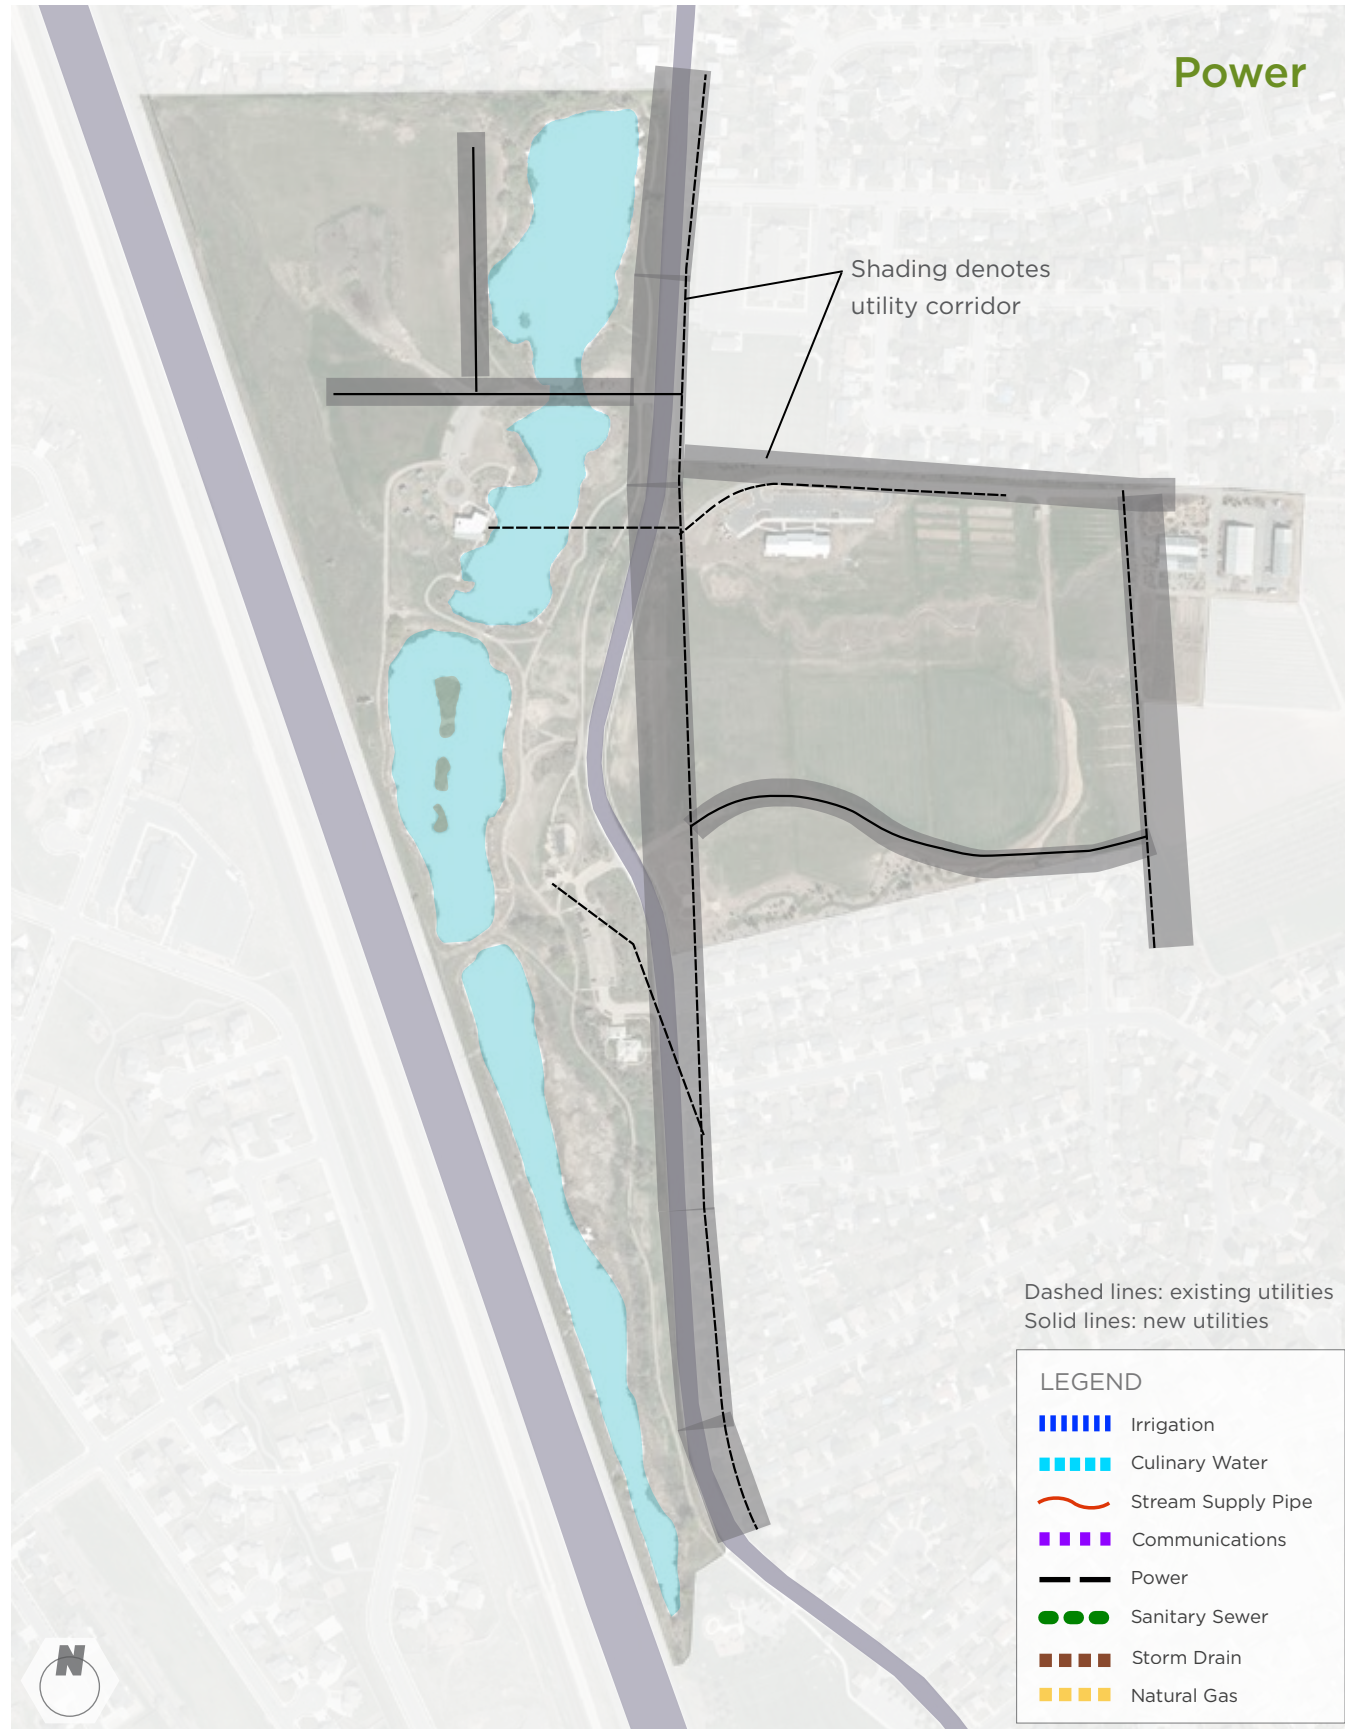 Power
Shading denotes
utility corridor
Dashed lines: existing utilities
Solid lines: new utilities
LEGEND
Irrigation
Culinary Water
Stream Supply Pipe
Communications
Power
Sanitary Sewer
Storm Drain
Natural Gas
N